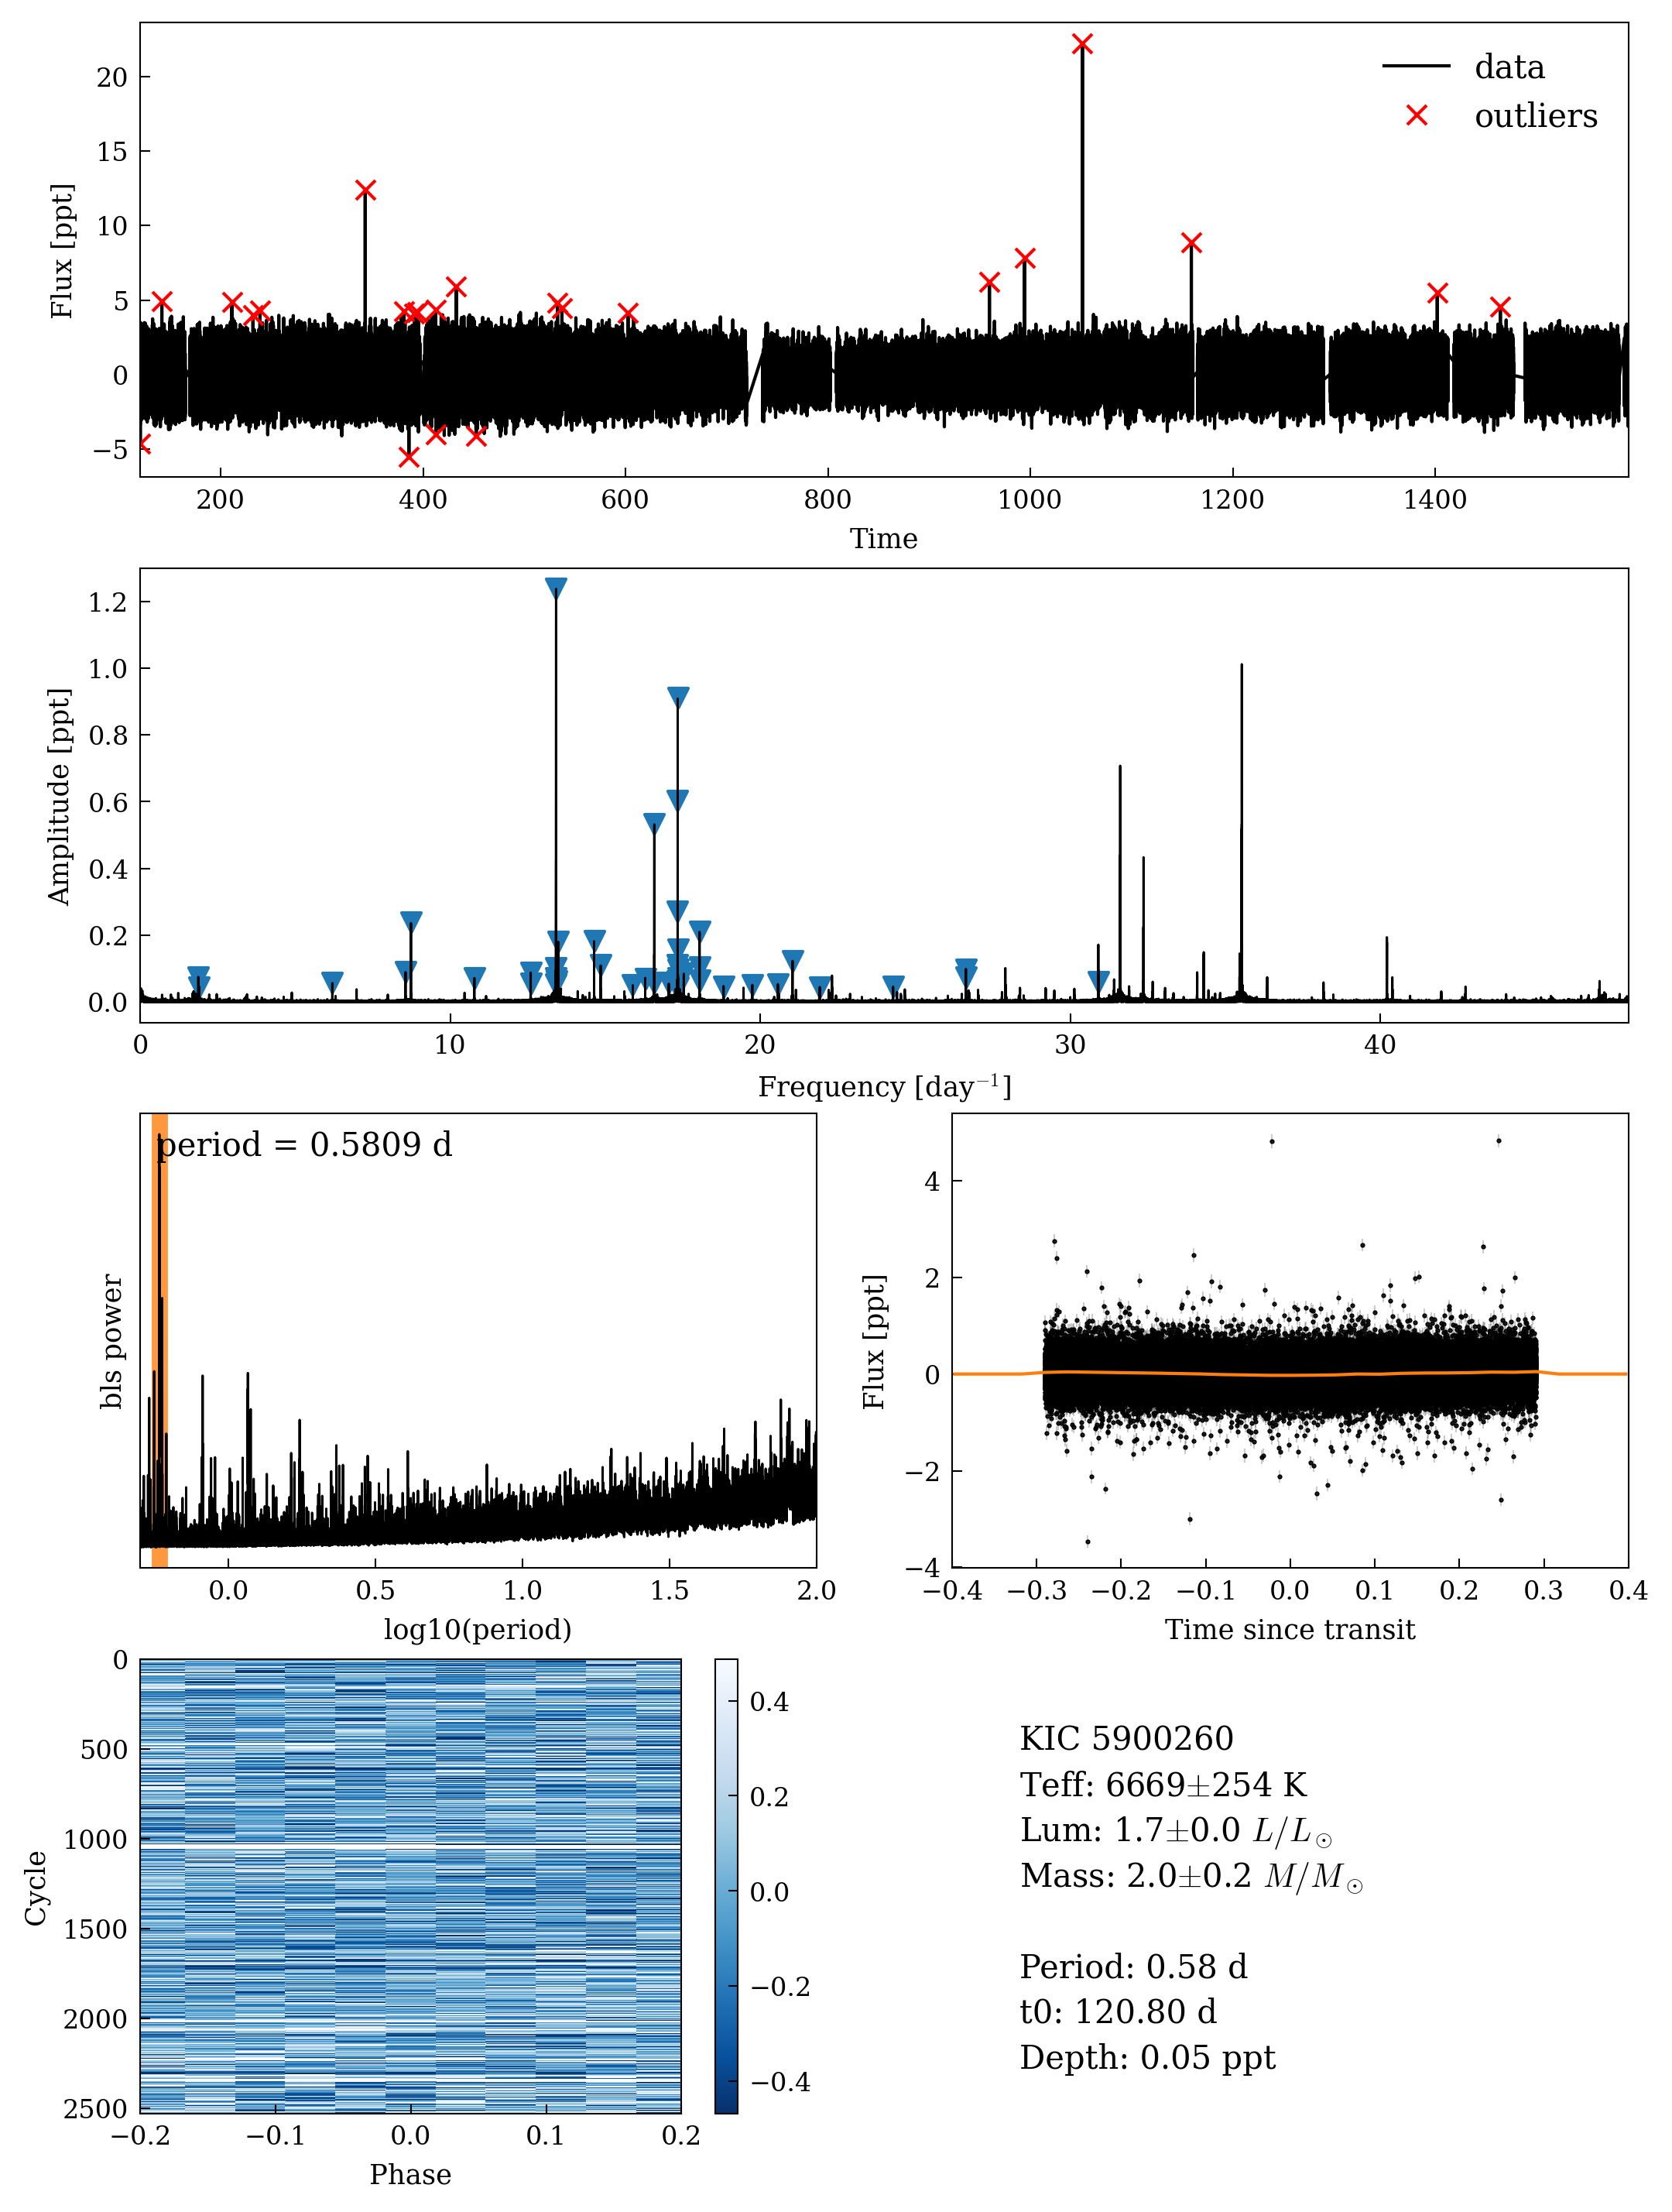 data
outliers
20
15
10
5
0
−5
Flux [ppt]
200 400 600 800 1000 1200 1400
Time
1.2
1.0
0.8
0.6
0.4
0.2
0.0
Amplitude [ppt]
0 10 20 30 40
Frequency [day⁻¹]
period = 0.5809 d
bls power
0.0 0.5 1.0 1.5 2.0
log10(period)
4
2
0
−2
−4
Flux [ppt]
−0.4 −0.3 −0.2 −0.1 0.0 0.1 0.2 0.3 0.4
Time since transit
0
500
1000
1500
2000
2500
Cycle
−0.2 −0.1 0.0 0.1 0.2
Phase
0.4
0.2
0.0
−0.2
−0.4
KIC 5900260
Teff: 6669±254 K
Lum: 1.7±0.0 L/L⊙
Mass: 2.0±0.2 M/M⊙
Period: 0.58 d
t0: 120.80 d
Depth: 0.05 ppt